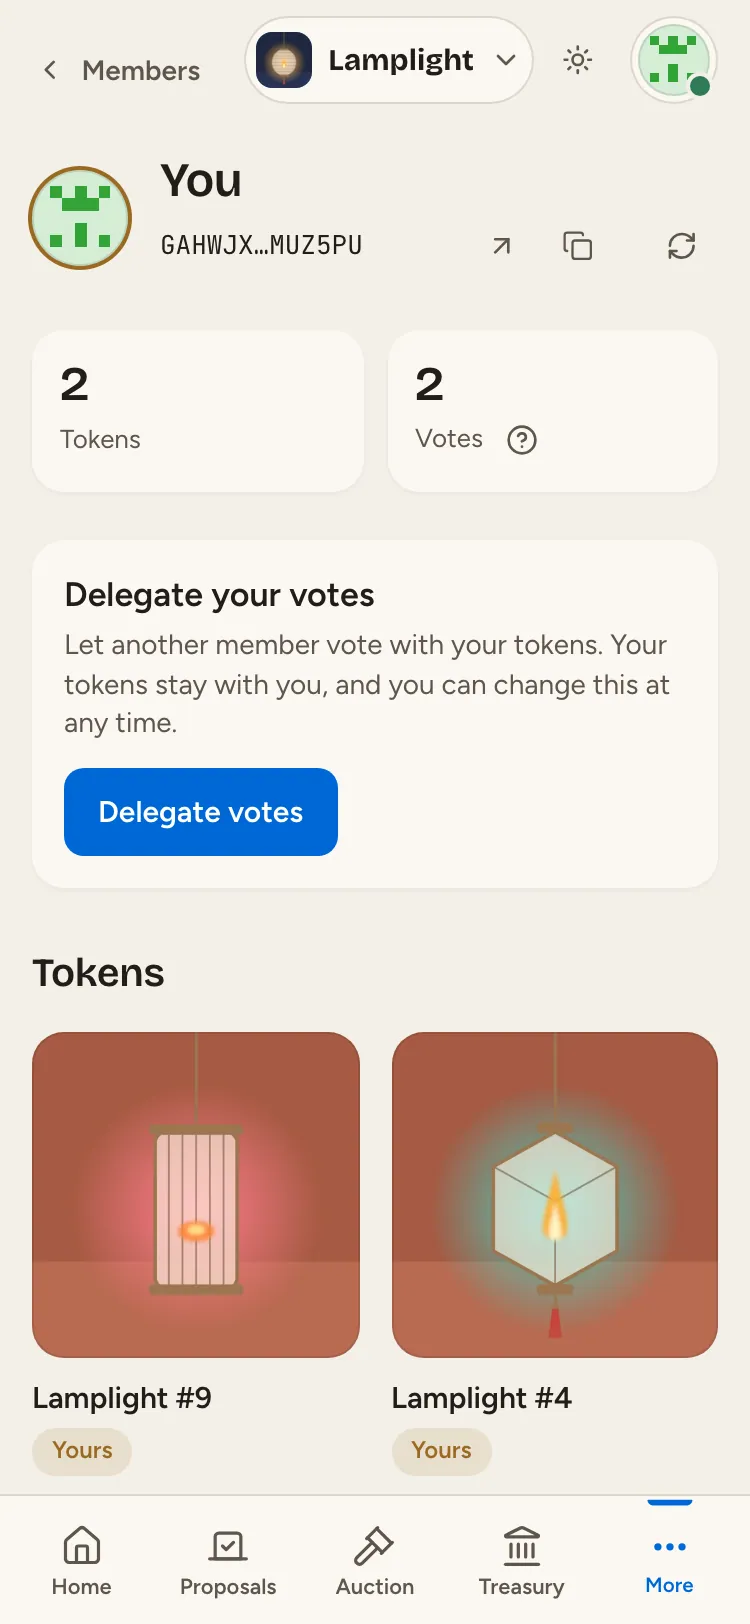 Members
Lamplight
You
GAHWJX…MUZ5PU
2
Tokens
2
Votes
Delegate your votes
Let another member vote with your tokens. Your
tokens stay with you, and you can change this at
any time.
Delegate votes
Tokens
Lamplight #9
Yours
Lamplight #4
Yours
Home
Proposals
Auction
Treasury
More